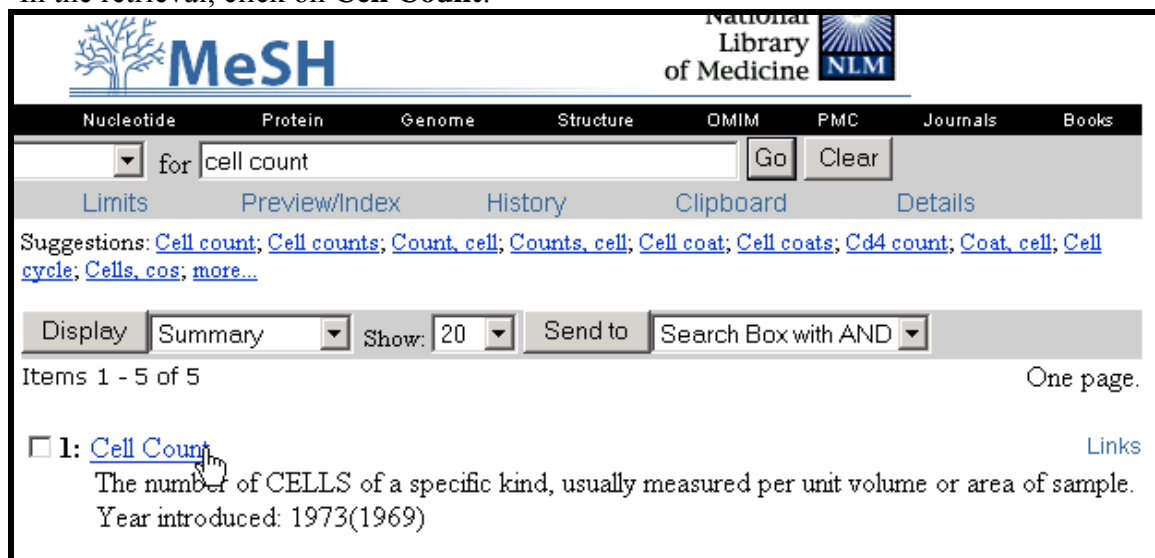 In the retrieval, click on Cell Count.
MeSH
National
Library
of Medicine NLM
Nucleotide Protein Genome Structure OMIM PMC Journals Books
for cell count Go Clear
Limits Preview/Index History Clipboard Details
Suggestions: Cell count; Cell counts; Count, cell; Counts, cell; Cell coat; Cell coats; Cd4 count; Coat, cell; Cell
cycle; Cells, cos; more...
Display Summary Show: 20 Send to Search Box with AND
Items 1 - 5 of 5 One page.
1: Cell Count Links
The number of CELLS of a specific kind, usually measured per unit volume or area of sample.
Year introduced: 1973(1969)